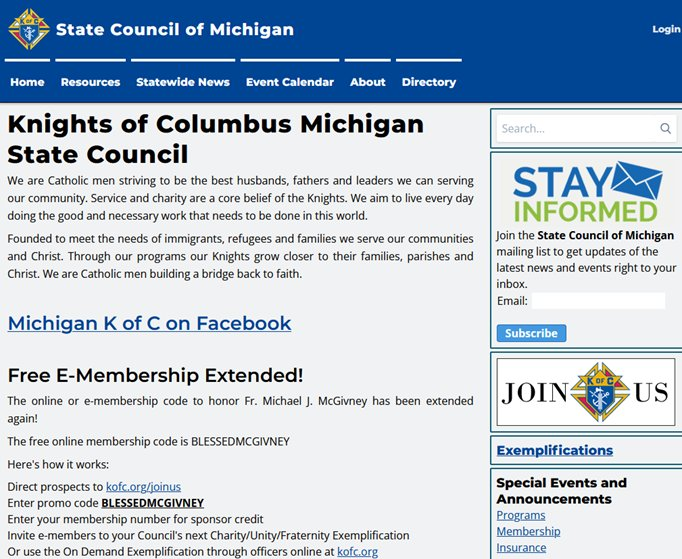 K of C
State Council of Michigan
Login
Home Resources Statewide News Event Calendar About Directory
Knights of Columbus Michigan
State Council
We are Catholic men striving to be the best husbands, fathers and leaders we can serving
our community. Service and charity are a core belief of the Knights. We aim to live every day
doing the good and necessary work that needs to be done in this world.
Founded to meet the needs of immigrants, refugees and families we serve our communities
and Christ. Through our programs our Knights grow closer to their families, parishes and
Christ. We are Catholic men building a bridge back to faith.
Michigan K of C on Facebook
Free E-Membership Extended!
The online or e-membership code to honor Fr. Michael J. McGivney has been extended
again!
The free online membership code is BLESSEDMCGIVNEY
Here's how it works:
Direct prospects to kofc.org/joinus
Enter promo code BLESSEDMCGIVNEY
Enter your membership number for sponsor credit
Invite e-members to your Council's next Charity/Unity/Fraternity Exemplification
Or use the On Demand Exemplification through officers online at kofc.org
Search...
STAY
INFORMED
Join the State Council of Michigan
mailing list to get updates of the
latest news and events right to your
inbox.
Email:
Subscribe
JOIN K OF C US
Exemplifications
Special Events and
Announcements
Programs
Membership
Insurance